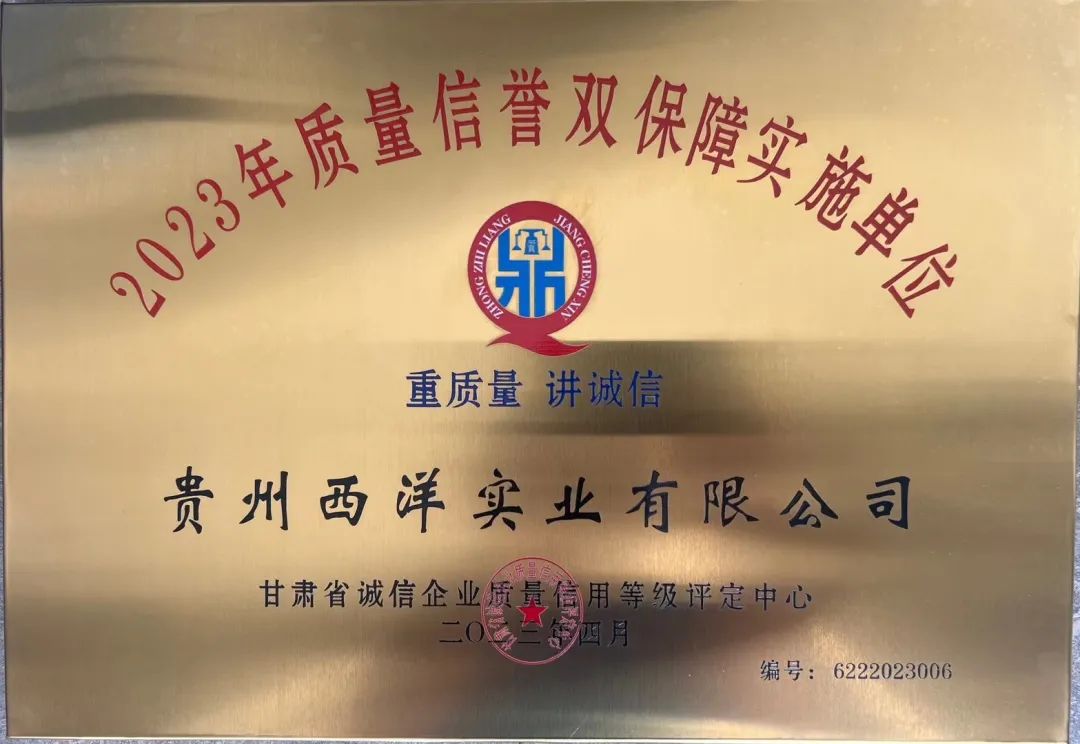 2023年质量信誉双保障实施单位
ZHONG ZHI LIANG JIANG CHENG XIN
重质量 讲诚信
贵州西洋实业有限公司
甘肃省诚信企业质量信用等级评定中心
二〇二三年四月
编号：6222023006